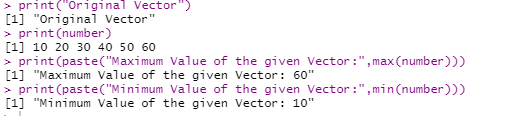 > print("Original Vector")
[1] "Original Vector"
> print(number)
[1] 10 20 30 40 50 60
> print(paste("Maximum Value of the given Vector:",max(number)))
[1] "Maximum Value of the given Vector: 60"
> print(paste("Minimum Value of the given Vector:",min(number)))
[1] "Minimum Value of the given Vector: 10"
>